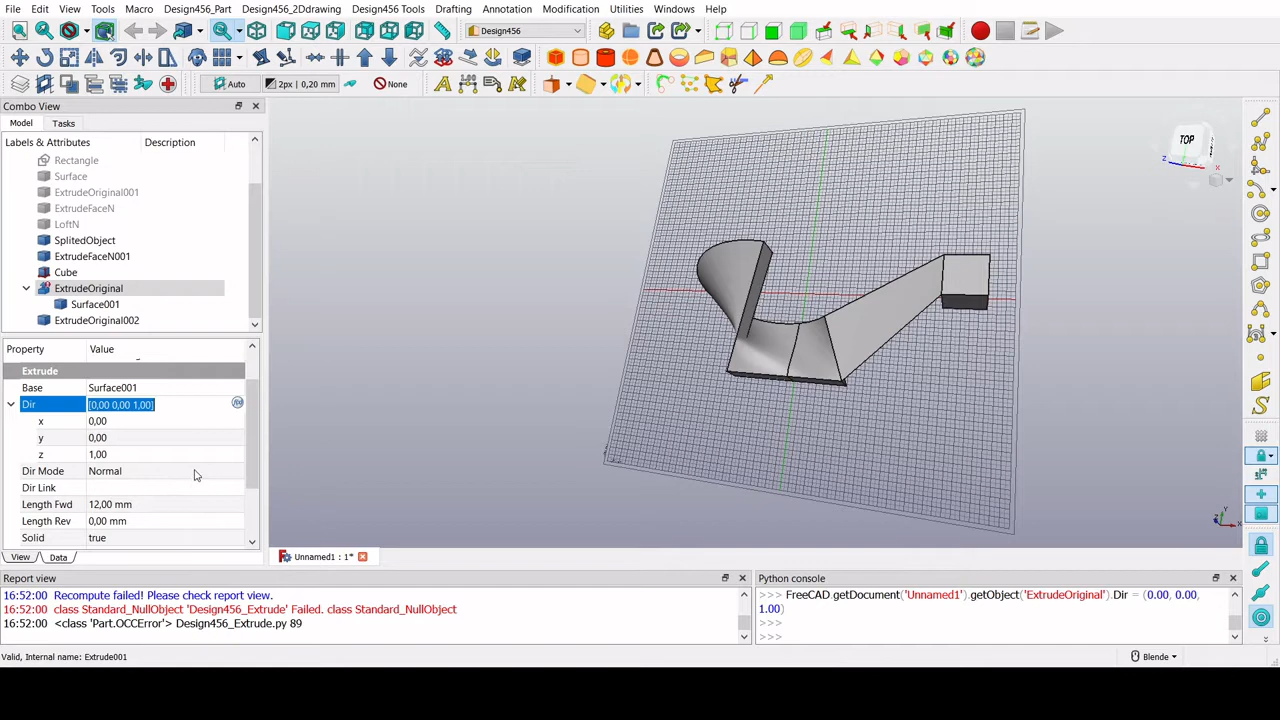 File Edit View Tools Macro Design456_Part Design456_2Ddrawing Design456 Tools Drafting Annotation Modification Utilities Windows Help
Design456
Auto 2px | 0,20 mm None
Combo View
Model Tasks
Labels & Attributes Description
Rectangle
Surface
ExtrudeOriginal001
ExtrudeFaceN
LoftN
SplitedObject
ExtrudeFaceN001
Cube
ExtrudeOriginal
Surface001
ExtrudeOriginal002
Property Value
Extrude
Base Surface001
Dir [0,00 0,00 1,00]
x 0,00
y 0,00
z 1,00
Dir Mode Normal
Dir Link
Length Fwd 12,00 mm
Length Rev 0,00 mm
Solid true
View Data
TOP
Z X
Unnamed1 : 1*
Report view
16:52:00 Recompute failed! Please check report view.
16:52:00 class Standard_NullObject 'Design456_Extrude' Failed. class Standard_NullObject
16:52:00 <class 'Part.OCCError'> Design456_Extrude.py 89
Python console
>>> FreeCAD.getDocument('Unnamed1').getObject('ExtrudeOriginal').Dir = (0.00, 0.00,
1.00)
>>>
>>>
Valid, Internal name: Extrude001
Blende